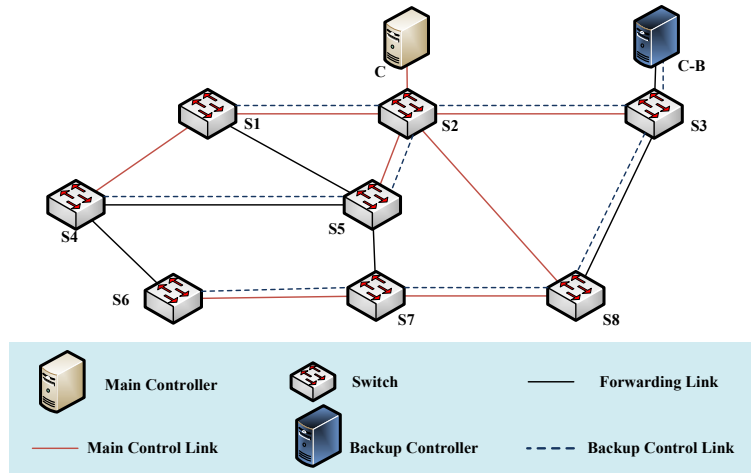 C
C-B
S1
S2
S3
S4
S5
S6
S7
S8
Main Controller
Switch
Forwarding Link
Main Control Link
Backup Controller
Backup Control Link